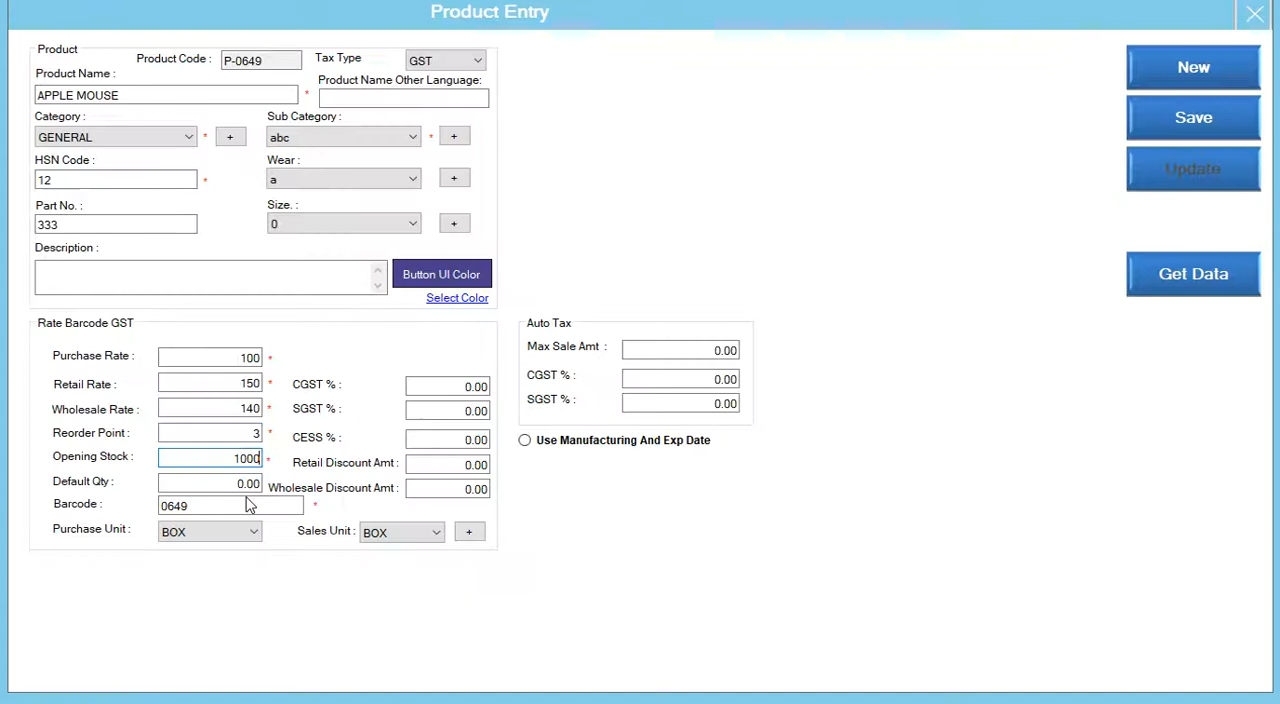 Product Entry
Product
Product Code : P-0649 Tax Type GST
Product Name : Product Name Other Language:
APPLE MOUSE *
Category : Sub Category :
GENERAL * + abc * +
HSN Code : Wear :
12 * a +
Part No. : Size. :
333 0 +
Description :
Button UI Color
Select Color
New
Save
Update
Get Data
Rate Barcode GST
Purchase Rate : 100 *
Retail Rate : 150 * CGST % : 0.00
Wholesale Rate : 140 * SGST % : 0.00
Reorder Point : 3 * CESS % : 0.00
Opening Stock : 1000 * Retail Discount Amt : 0.00
Default Qty : 0.00 Wholesale Discount Amt : 0.00
Barcode : 0649 *
Purchase Unit : BOX Sales Unit : BOX +
Auto Tax
Max Sale Amt : 0.00
CGST % : 0.00
SGST % : 0.00
Use Manufacturing And Exp Date